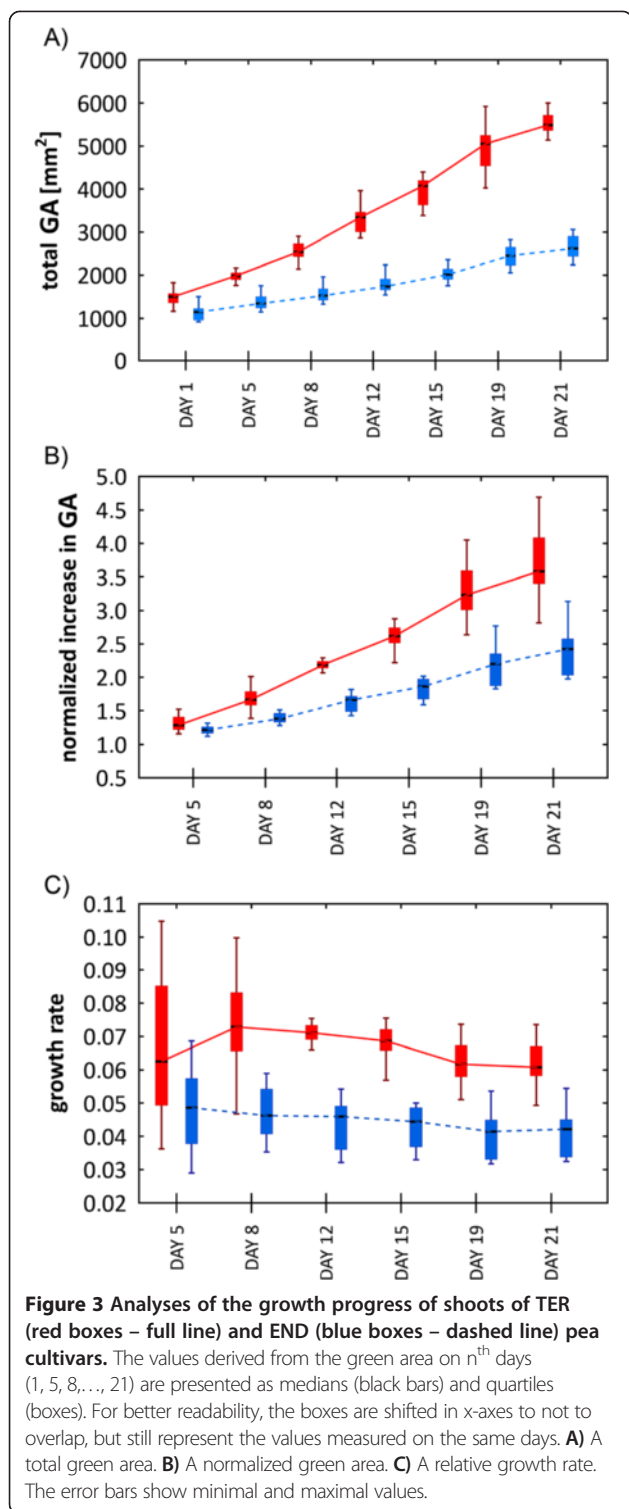 A)
total GA [mm²]
7000
6000
5000
4000
3000
2000
1000
0
DAY 1
DAY 5
DAY 8
DAY 12
DAY 15
DAY 19
DAY 21
B)
normalized increase in GA
5.0
4.5
4.0
3.5
3.0
2.5
2.0
1.5
1.0
0.5
DAY 5
DAY 8
DAY 12
DAY 15
DAY 19
DAY 21
C)
growth rate
0.11
0.10
0.09
0.08
0.07
0.06
0.05
0.04
0.03
0.02
DAY 5
DAY 8
DAY 12
DAY 15
DAY 19
DAY 21
Figure 3 Analyses of the growth progress of shoots of TER
(red boxes – full line) and END (blue boxes – dashed line) pea
cultivars. The values derived from the green area on nth days
(1, 5, 8,…, 21) are presented as medians (black bars) and quartiles
(boxes). For better readability, the boxes are shifted in x-axes to not to
overlap, but still represent the values measured on the same days. A) A
total green area. B) A normalized green area. C) A relative growth rate.
The error bars show minimal and maximal values.